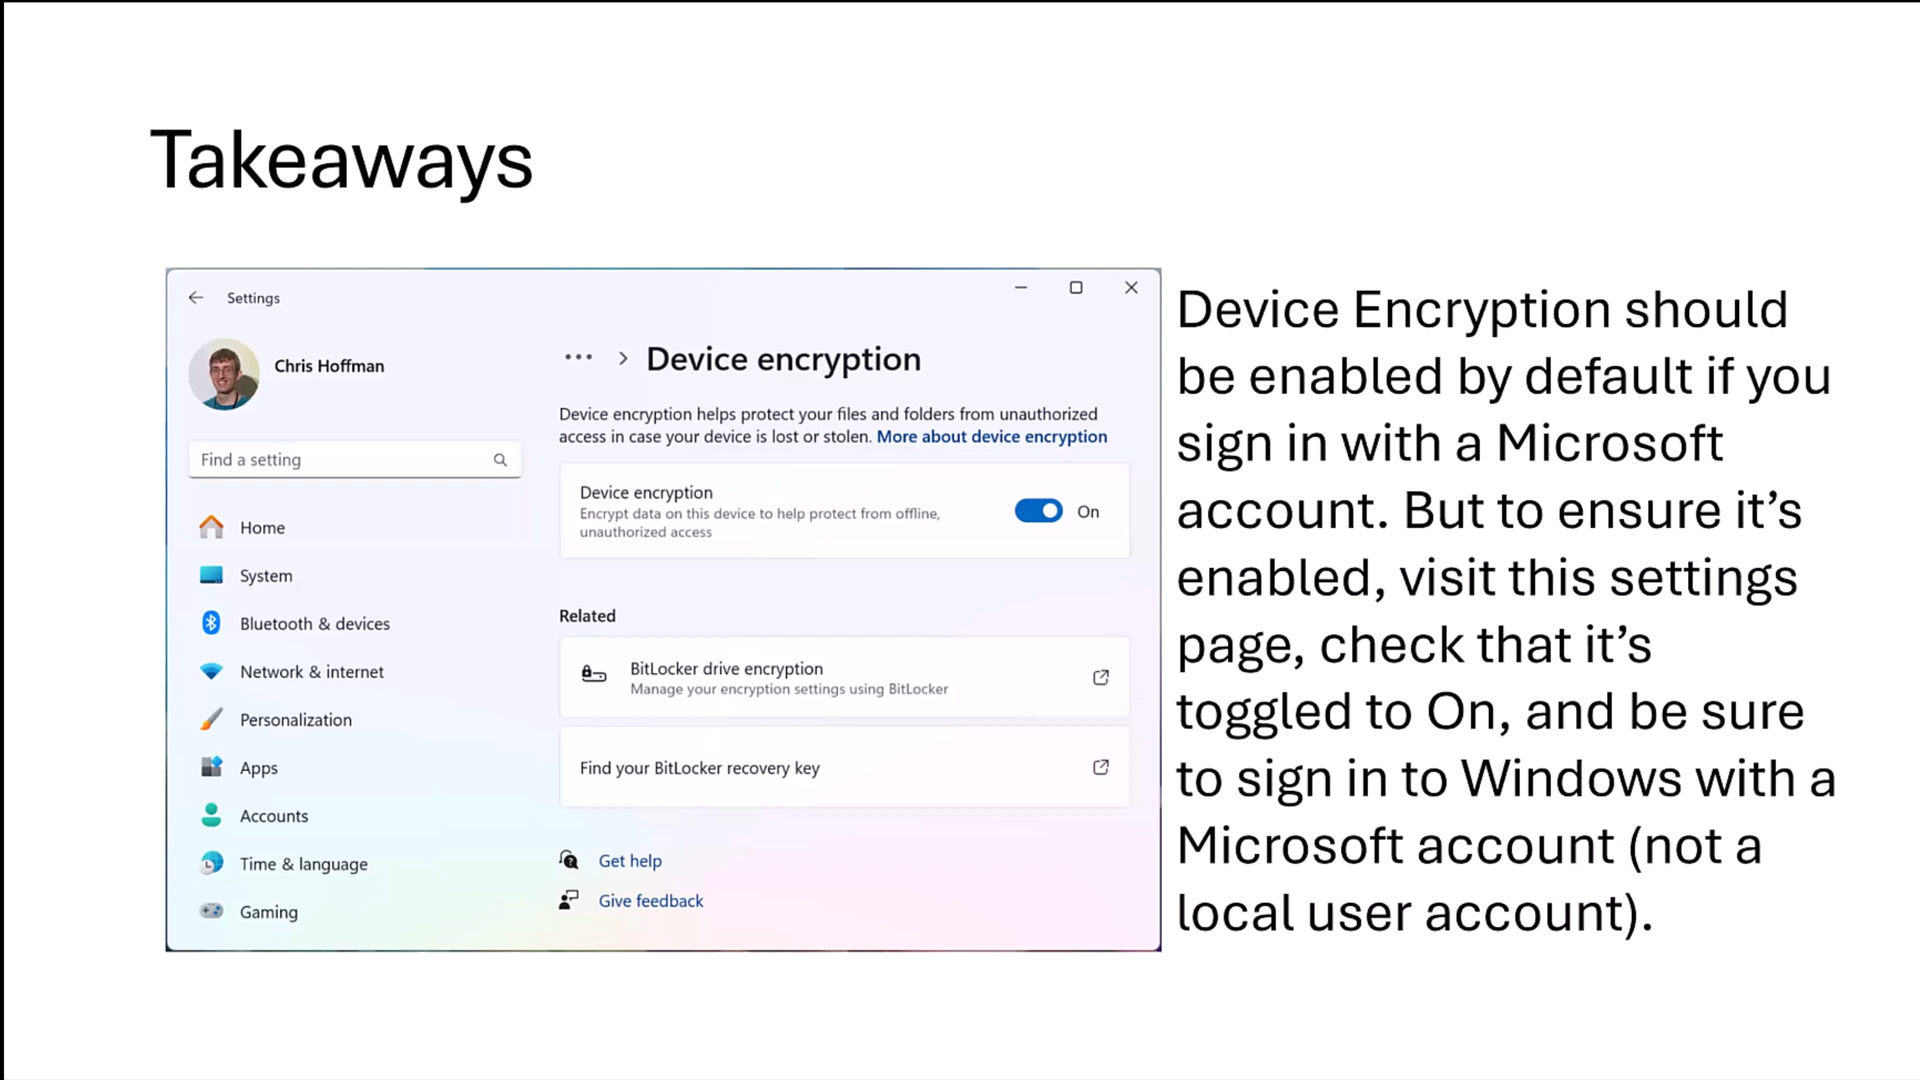 Takeaways
Settings
Chris Hoffman
Find a setting
Home
System
Bluetooth & devices
Network & internet
Personalization
Apps
Accounts
Time & language
Gaming
Device encryption
Device encryption helps protect your files and folders from unauthorized
access in case your device is lost or stolen. More about device encryption
Device encryption
Encrypt data on this device to help protect from offline,
unauthorized access
On
Related
BitLocker drive encryption
Manage your encryption settings using BitLocker
Find your BitLocker recovery key
Get help
Give feedback
Device Encryption should
be enabled by default if you
sign in with a Microsoft
account. But to ensure it’s
enabled, visit this settings
page, check that it’s
toggled to On, and be sure
to sign in to Windows with a
Microsoft account (not a
local user account).